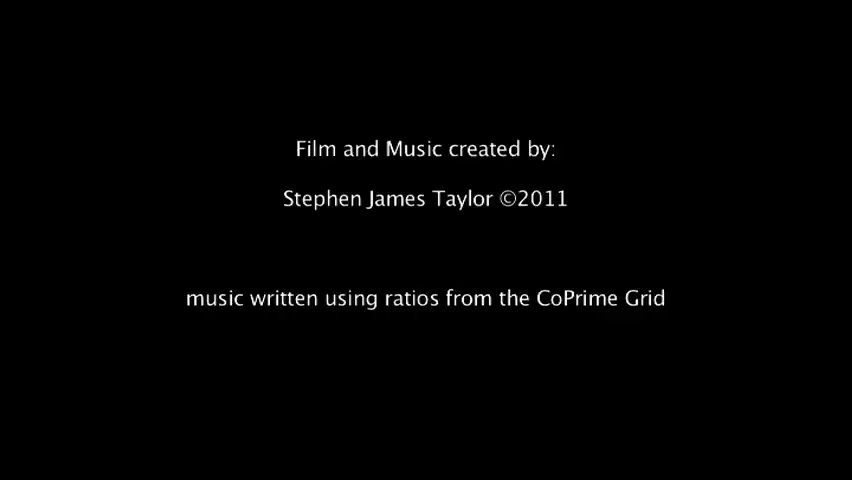 Film and Music created by:
Stephen James Taylor ©2011
music written using ratios from the CoPrime Grid